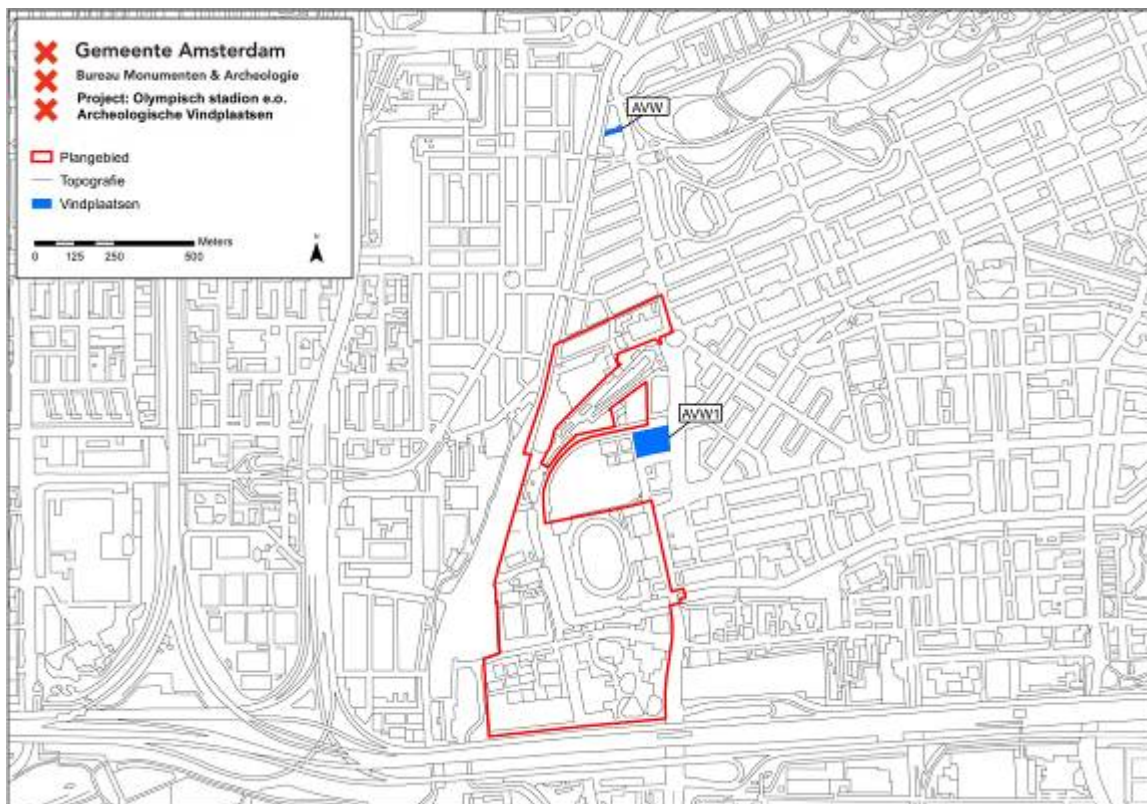 Gemeente Amsterdam
Bureau Monumenten & Archeologie
Project: Olympisch stadion e.o.
Archeologische Vindplaatsen
Plangebied
Topografie
Vindplaatsen
Meters
0 125 250 500
N
AVW
AVW1